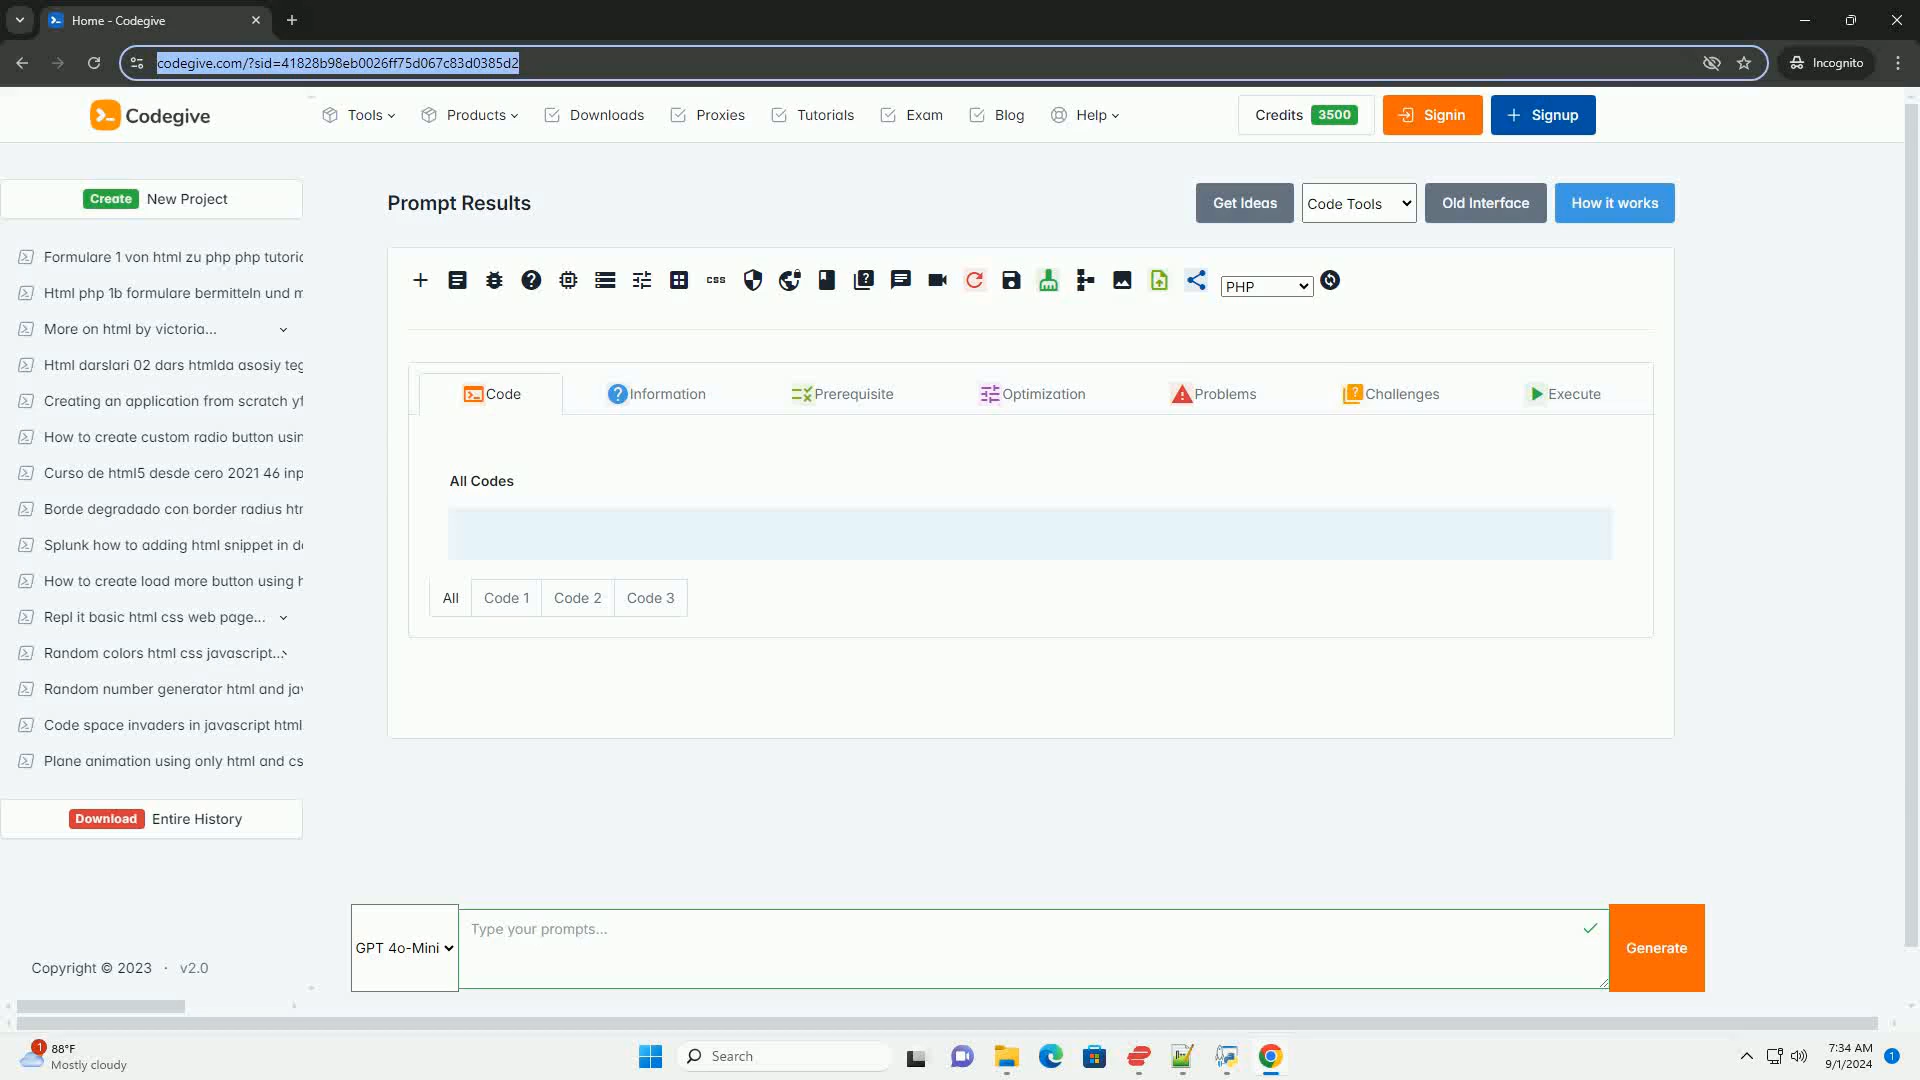 Home - Codegive
codegive.com/?sid=41828b98eb0026ff75d067c83d0385d2
Incognito
Codegive
Tools
Products
Downloads
Proxies
Tutorials
Exam
Blog
Help
Credits 3500
Signin
Signup
Create New Project
Formulare 1 von html zu php php tutoric
Html php 1b formulare bermitteln und m
More on html by victoria...
Html darslari 02 dars htmlda asosiy teg
Creating an application from scratch yt
How to create custom radio button usin
Curso de html5 desde cero 2021 46 inp
Borde degradado con border radius htr
Splunk how to adding html snippet in da
How to create load more button using h
Repl it basic html css web page...
Random colors html css javascript...
Random number generator html and jav
Code space invaders in javascript html
Plane animation using only html and cs
Download Entire History
Copyright © 2023 · v2.0
Prompt Results
Get Ideas
Code Tools
Old Interface
How it works
css
PHP
Code
Information
Prerequisite
Optimization
Problems
Challenges
Execute
All Codes
All
Code 1
Code 2
Code 3
GPT 4o-Mini
Type your prompts...
Generate
1
88°F
Mostly cloudy
Search
7:34 AM
9/1/2024
1